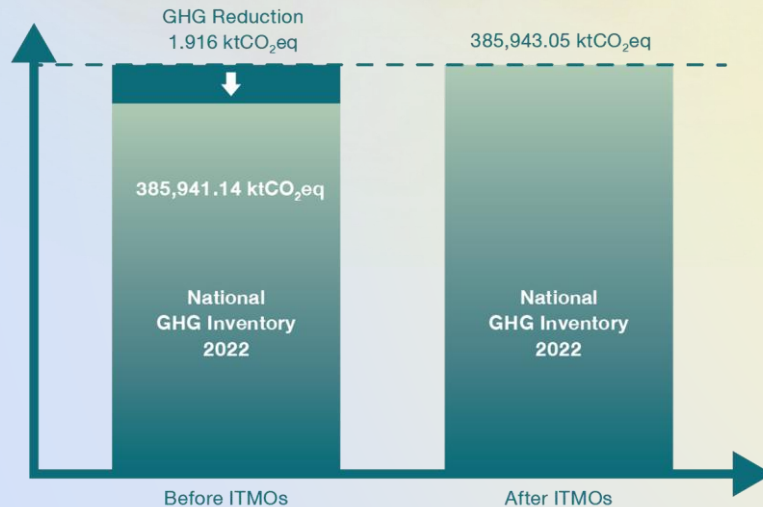 GHG Reduction
1.916 ktCO₂eq
385,943.05 ktCO₂eq
385,941.14 ktCO₂eq
National
GHG Inventory
2022
National
GHG Inventory
2022
Before ITMOs
After ITMOs